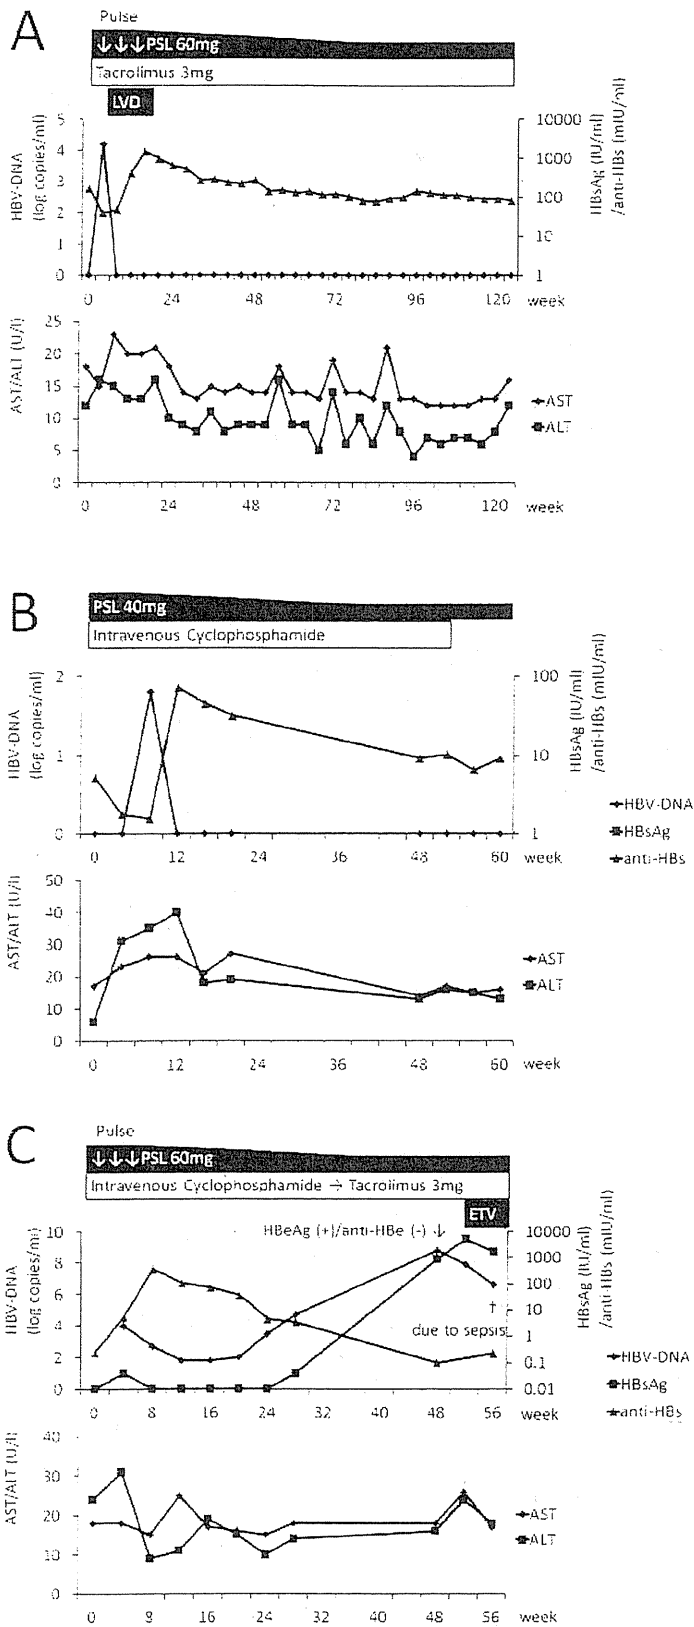 A
Pulse
↓↓↓PSL 60mg
Tacrolimus 3mg
LVD
HBV-DNA
(log copies/ml)
5
4
3
2
1
0
10000
1000
100
10
1
HBsAg (IU/ml)
/anti-HBs (mIU/ml)
0 24 48 72 96 120 week
AST/ALT (U/l)
25
20
15
10
5
0
AST
ALT
0 24 48 72 96 120 week
B
PSL 40mg
Intravenous Cyclophosphamide
HBV-DNA
(log copies/ml)
2
1
0
100
10
1
HBsAg (IU/ml)
/anti-HBs (mIU/ml)
HBV-DNA
HBsAg
anti-HBs
0 12 24 36 48 60 week
AST/ALT (U/l)
50
40
30
20
10
0
AST
ALT
0 12 24 36 48 60 week
C
Pulse
↓↓↓PSL 60mg
Intravenous Cyclophosphamide → Tacrolimus 3mg
ETV
HBeAg (+)/anti-HBe (-) ↓
HBV-DNA
(log copies/ml)
10
8
6
4
2
0
10000
1000
100
10
1
0.1
0.01
HBsAg (IU/ml)
/anti-HBs (mIU/ml)
†
due to sepsis
HBV-DNA
HBsAg
anti-HBs
0 8 16 24 32 40 48 56 week
AST/ALT (U/l)
40
30
20
10
0
AST
ALT
0 8 16 24 32 40 48 56 week